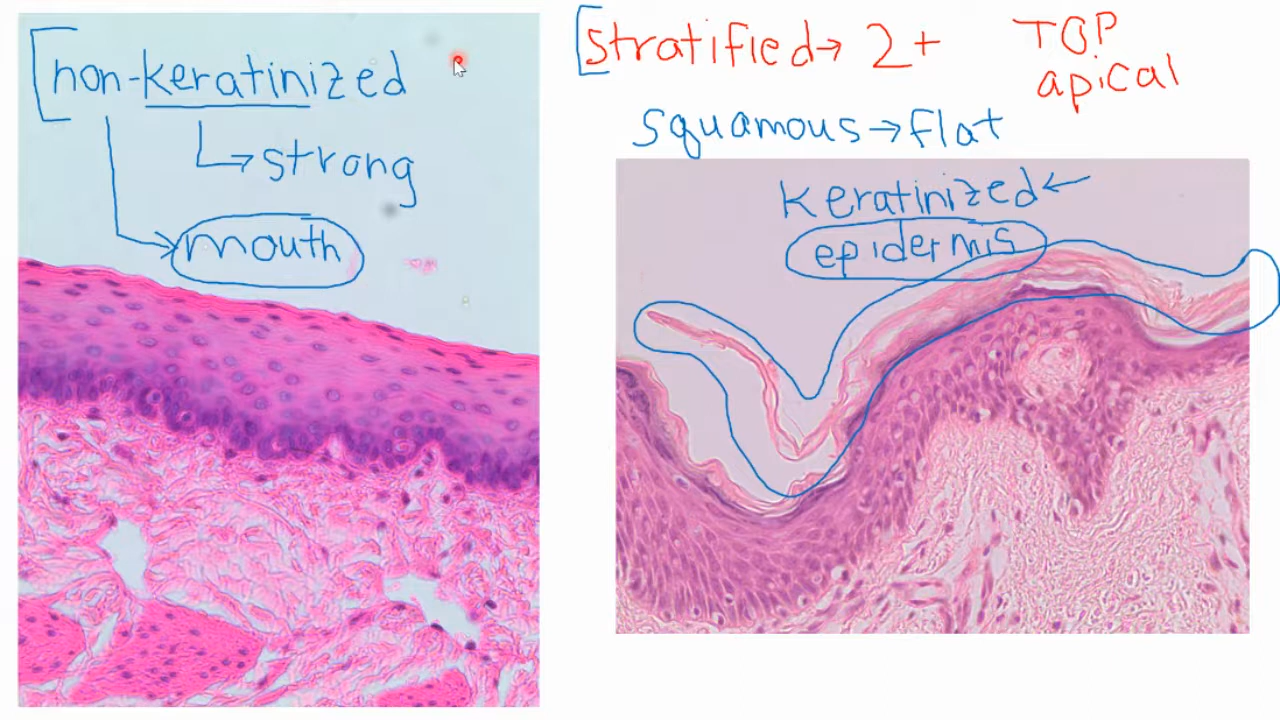 non-keratinized
↳ strong
mouth
stratified → 2+
TOP
apical
squamous → flat
Keratinized ←
epidermis